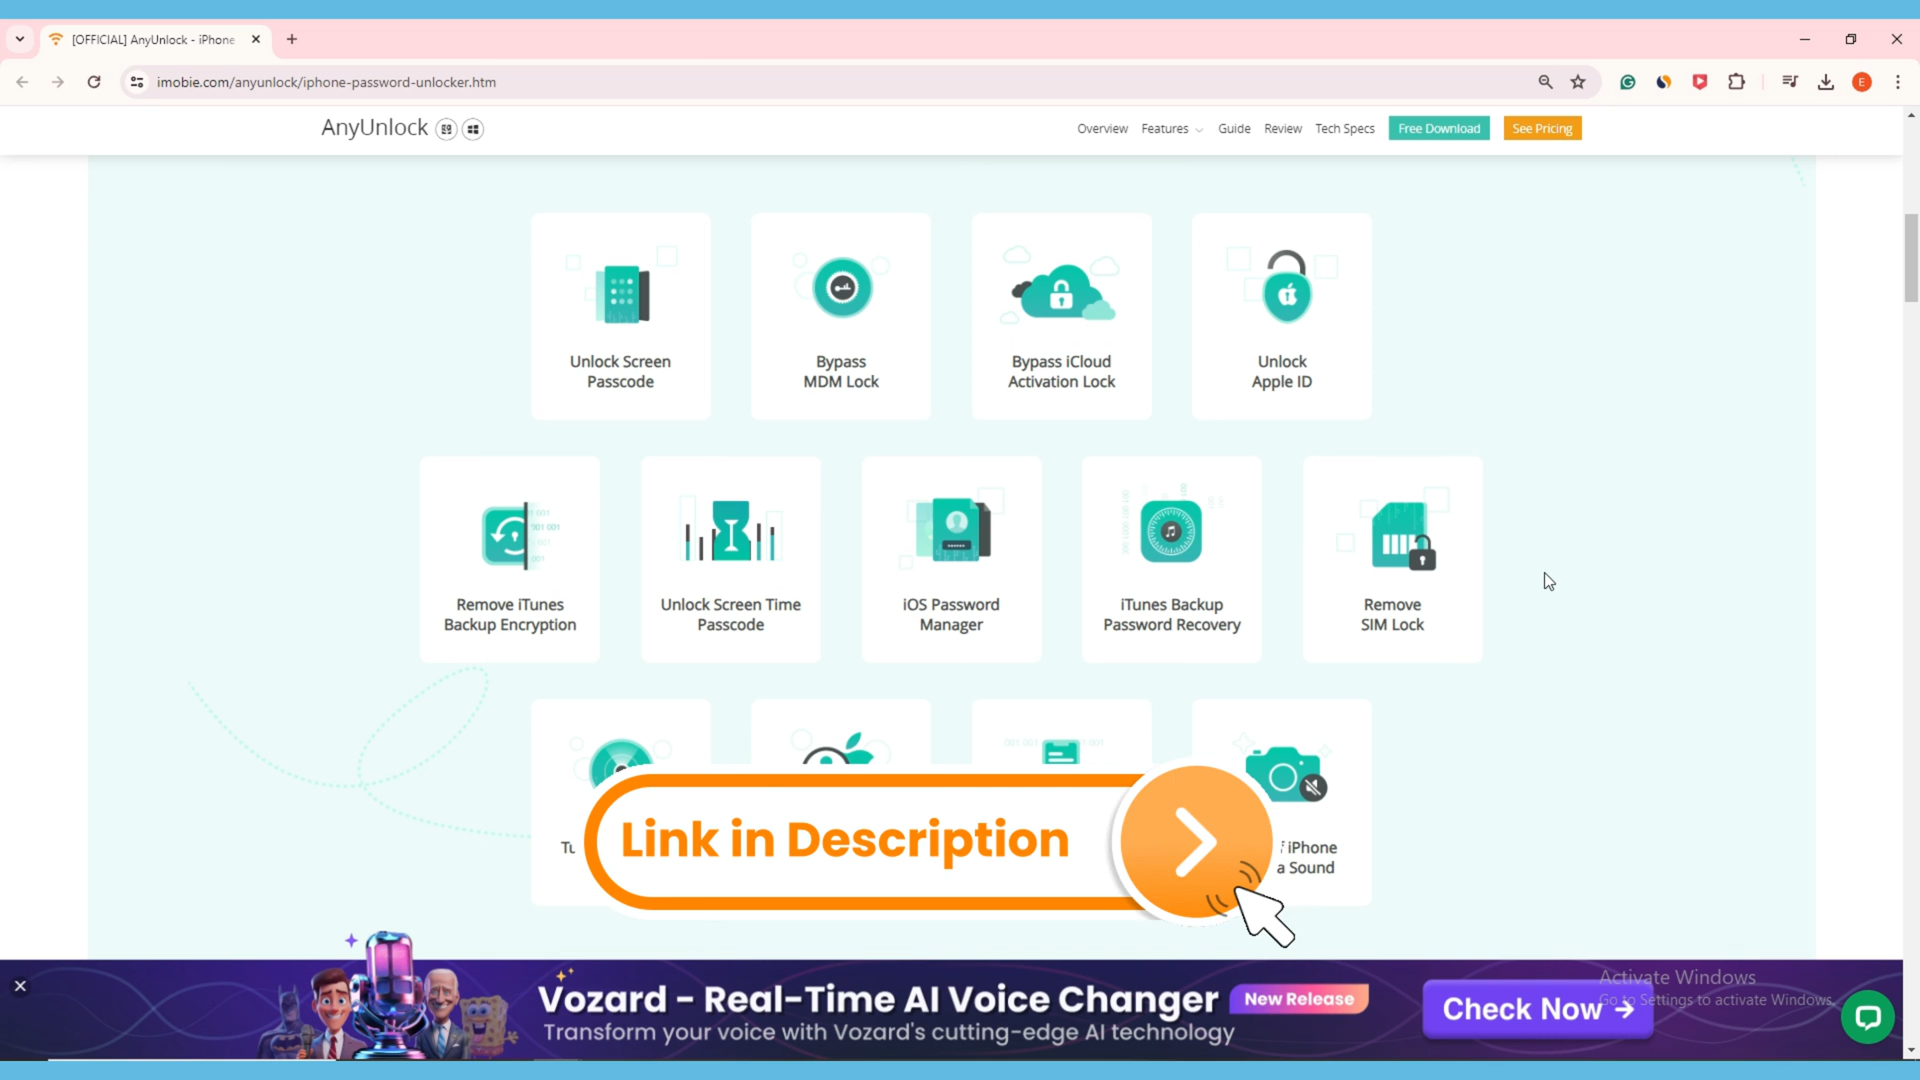 [OFFICIAL] AnyUnlock - iPhone
imobie.com/anyunlock/iphone-password-unlocker.htm
E
AnyUnlock
Overview Features Guide Review Tech Specs Free Download See Pricing
Unlock Screen
Passcode
Bypass
MDM Lock
Bypass iCloud
Activation Lock
Unlock
Apple ID
Remove iTunes
Backup Encryption
Unlock Screen Time
Passcode
iOS Password
Manager
iTunes Backup
Password Recovery
Remove
SIM Lock
iPhone
a Sound
Link in Description
Vozard - Real-Time AI Voice Changer New Release
Transform your voice with Vozard's cutting-edge AI technology
Check Now →
Activate Windows
Go to Settings to activate Windows.